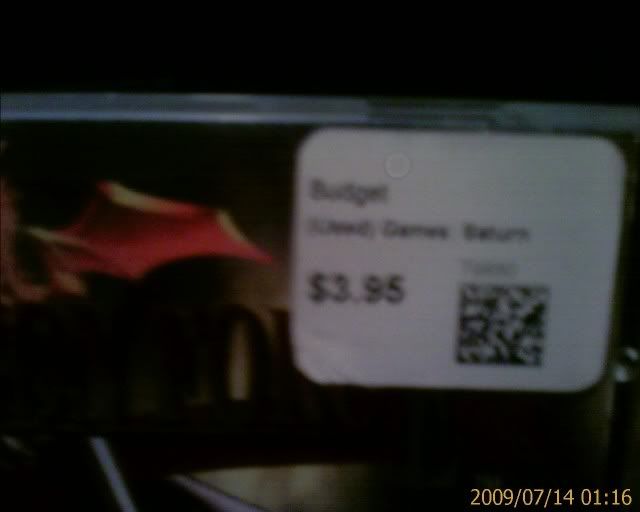 Budget
(Used) Games: Saturn
$3.95
2009/07/14 01:16